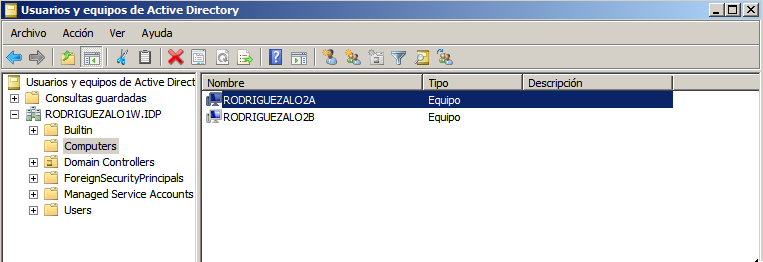 Usuarios y equipos de Active Directory
Archivo Acción Ver Ayuda
Usuarios y equipos de Active Direct
Consultas guardadas
RODRIGUEZALO1W.IDP
Builtin
Computers
Domain Controllers
ForeignSecurityPrincipals
Managed Service Accounts
Users
Nombre Tipo Descripción
RODRIGUEZALO2A Equipo
RODRIGUEZALO2B Equipo